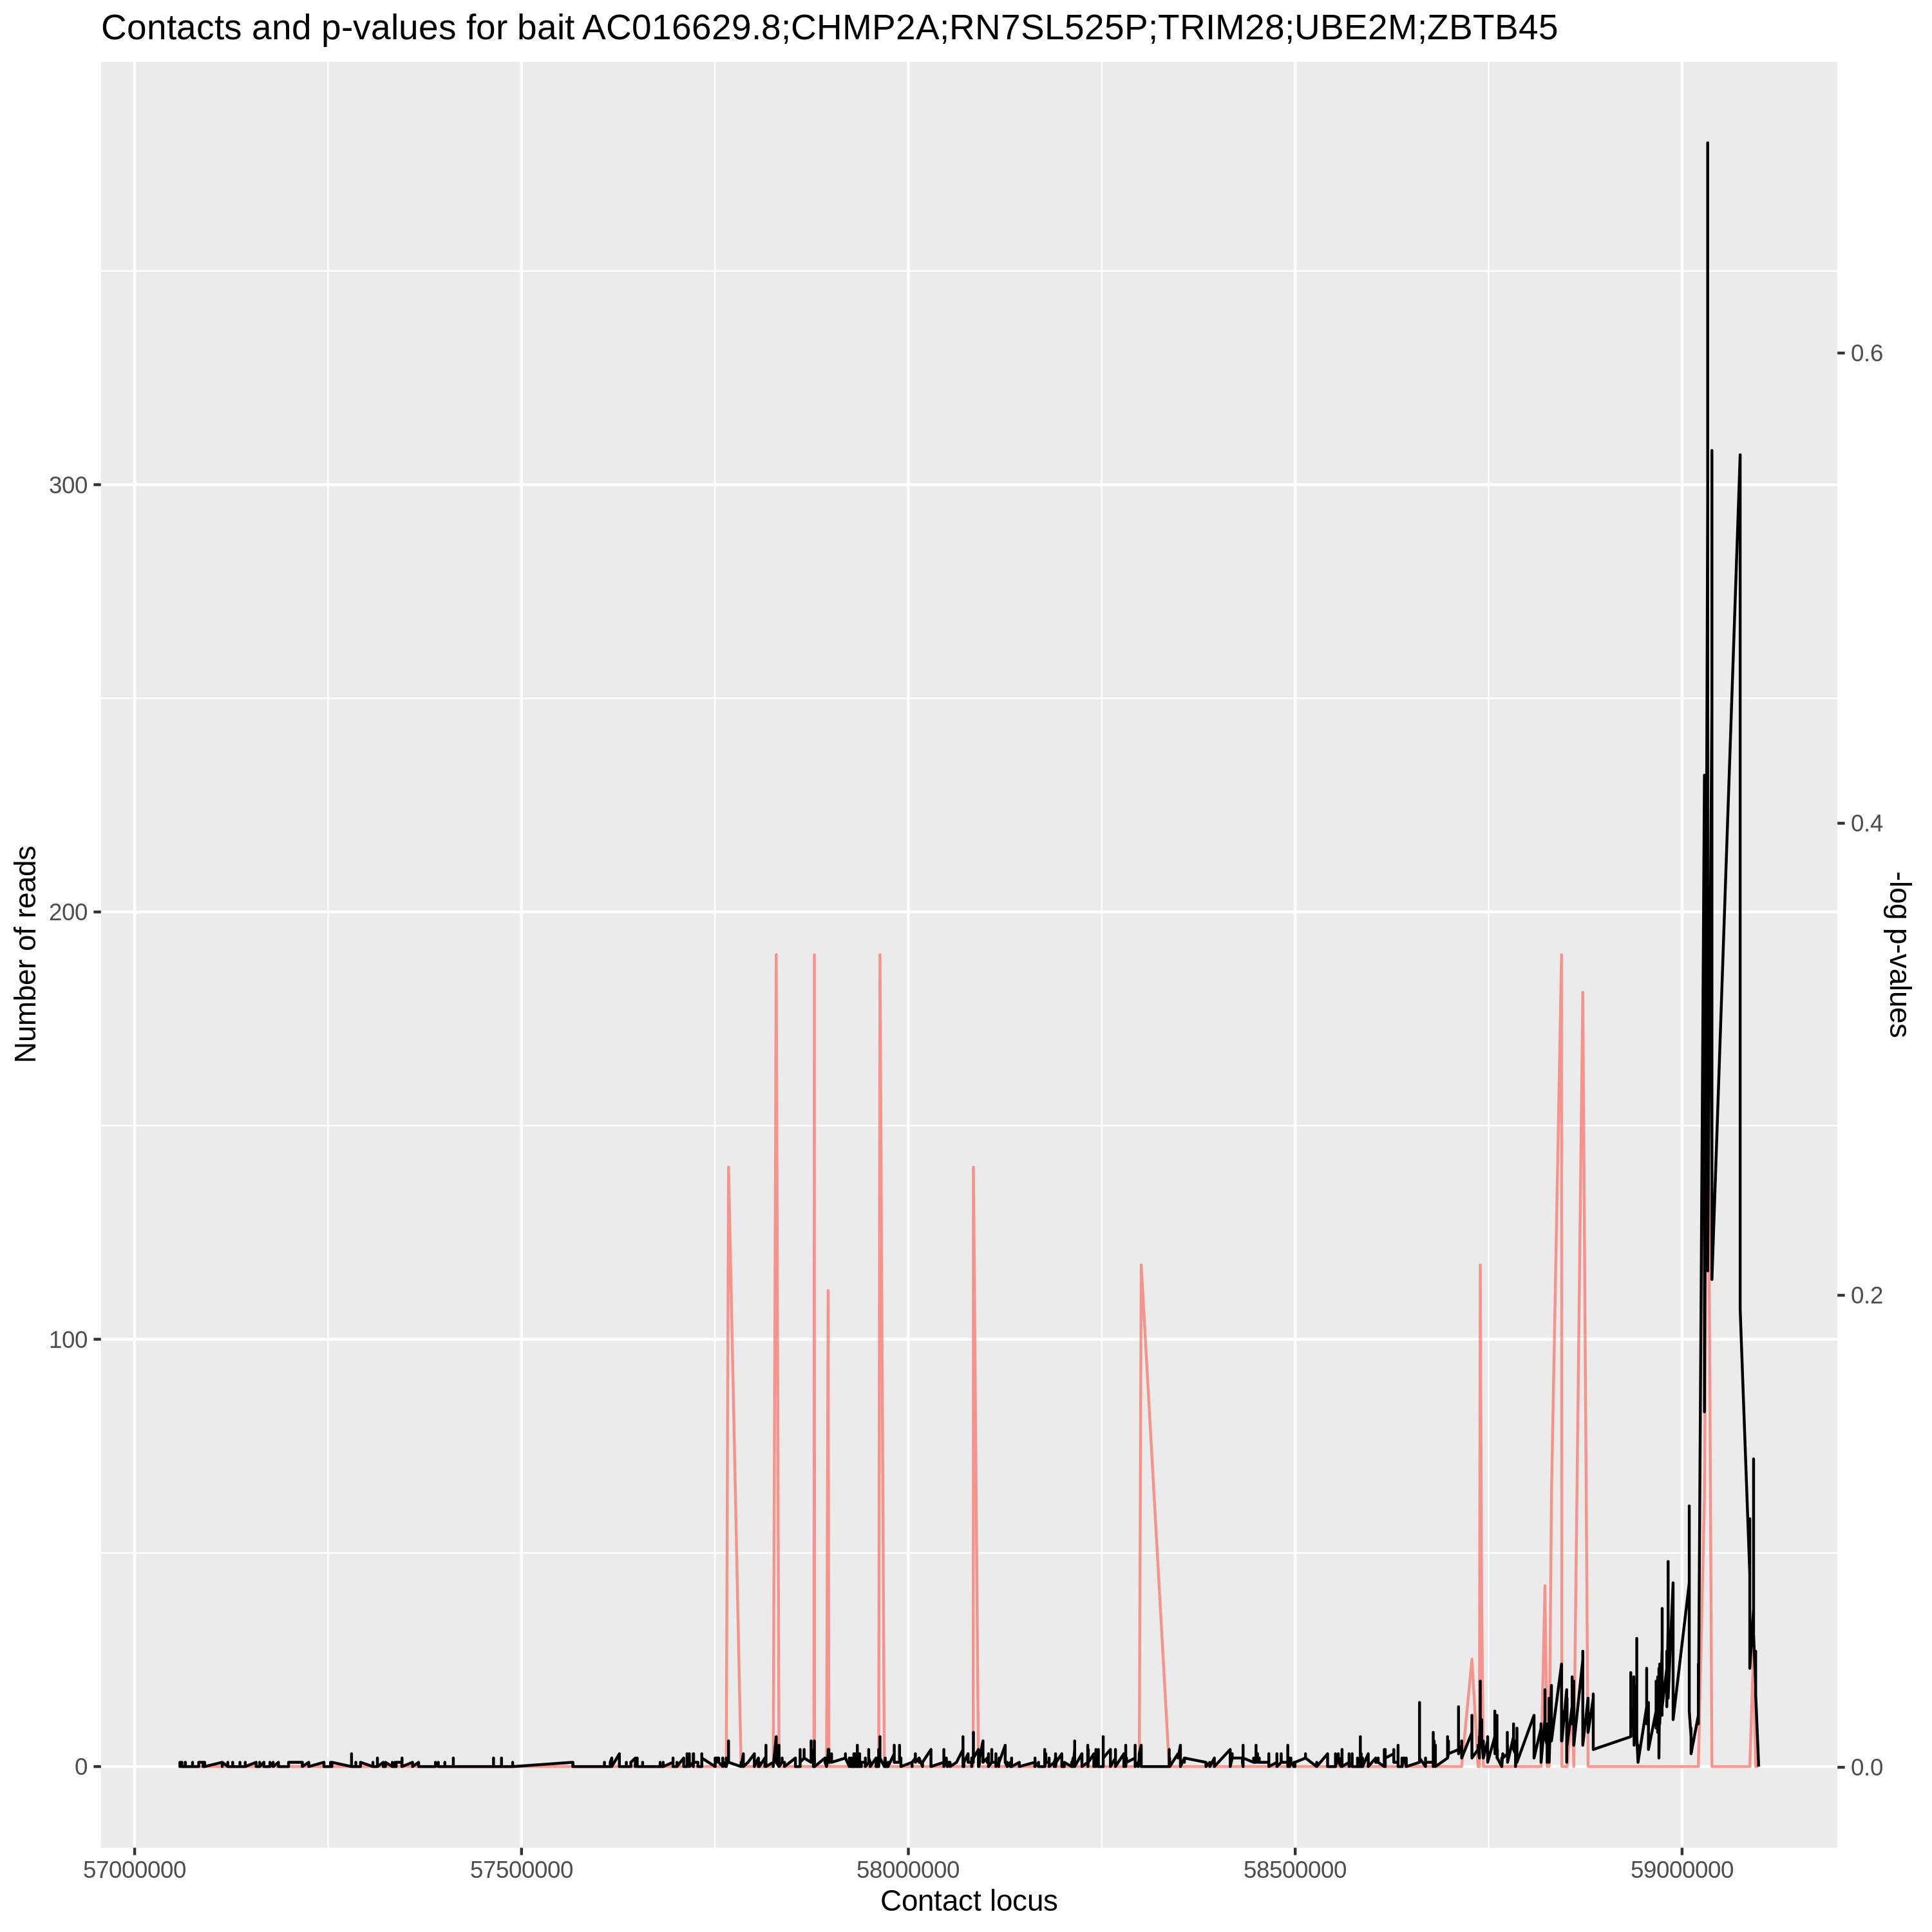 Contacts and p-values for bait AC016629.8;CHMP2A;RN7SL525P;TRIM28;UBE2M;ZBTB45
Number of reads
300
200
100
0
0.6
0.4
0.2
0.0
-log p-values
57000000 57500000 58000000 58500000 59000000
Contact locus